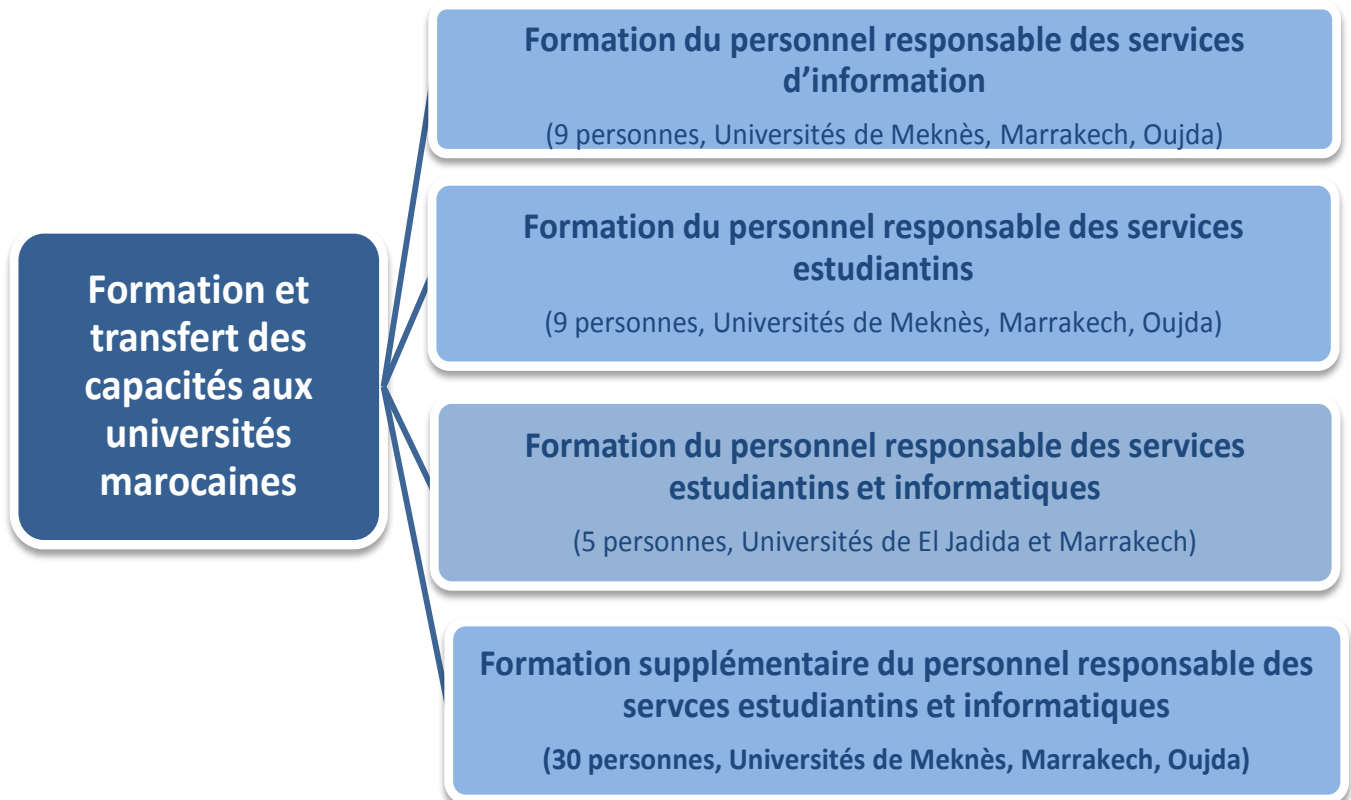 Formation et
transfert des
capacités aux
universités
marocaines
Formation du personnel responsable des services
d’information
(9 personnes, Universités de Meknès, Marrakech, Oujda)
Formation du personnel responsable des services
estudiantins
(9 personnes, Universités de Meknès, Marrakech, Oujda)
Formation du personnel responsable des services
estudiantins et informatiques
(5 personnes, Universités de El Jadida et Marrakech)
Formation supplémentaire du personnel responsable des
servces estudiantins et informatiques
(30 personnes, Universités de Meknès, Marrakech, Oujda)